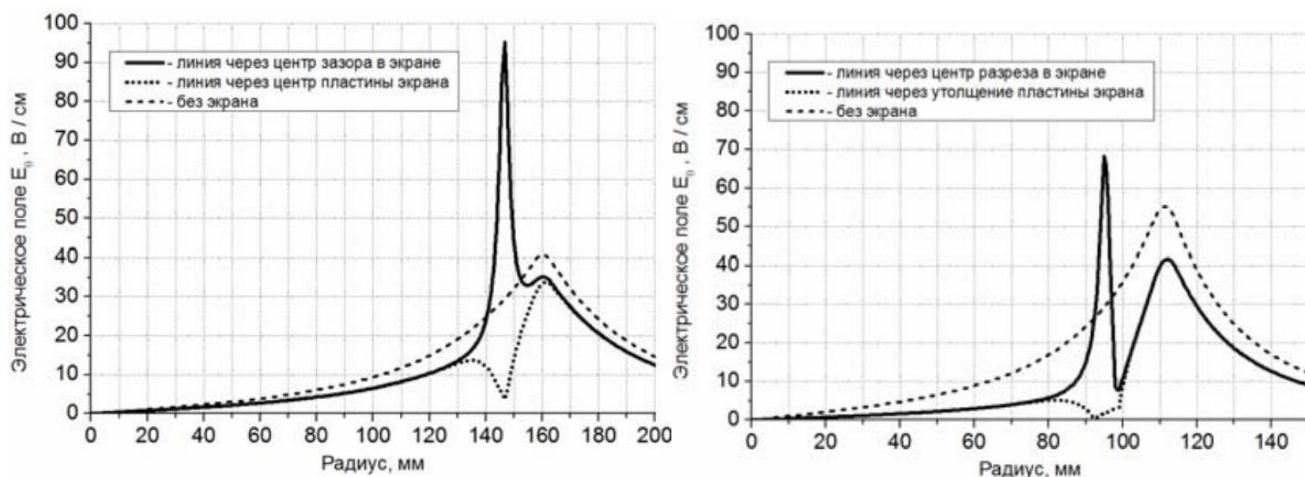 100
90
80
70
60
50
40
30
20
10
0
Электрическое поле E_θ , В / см
- линия через центр зазора в экране
- линия через центр пластины экрана
- без экрана
0 20 40 60 80 100 120 140 160 180 200
Радиус, мм
100
90
80
70
60
50
40
30
20
10
0
Электрическое поле E_θ , В / см
- линия через центр разреза в экране
- линия через утолщение пластины экрана
- без экрана
0 20 40 60 80 100 120 140
Радиус, мм